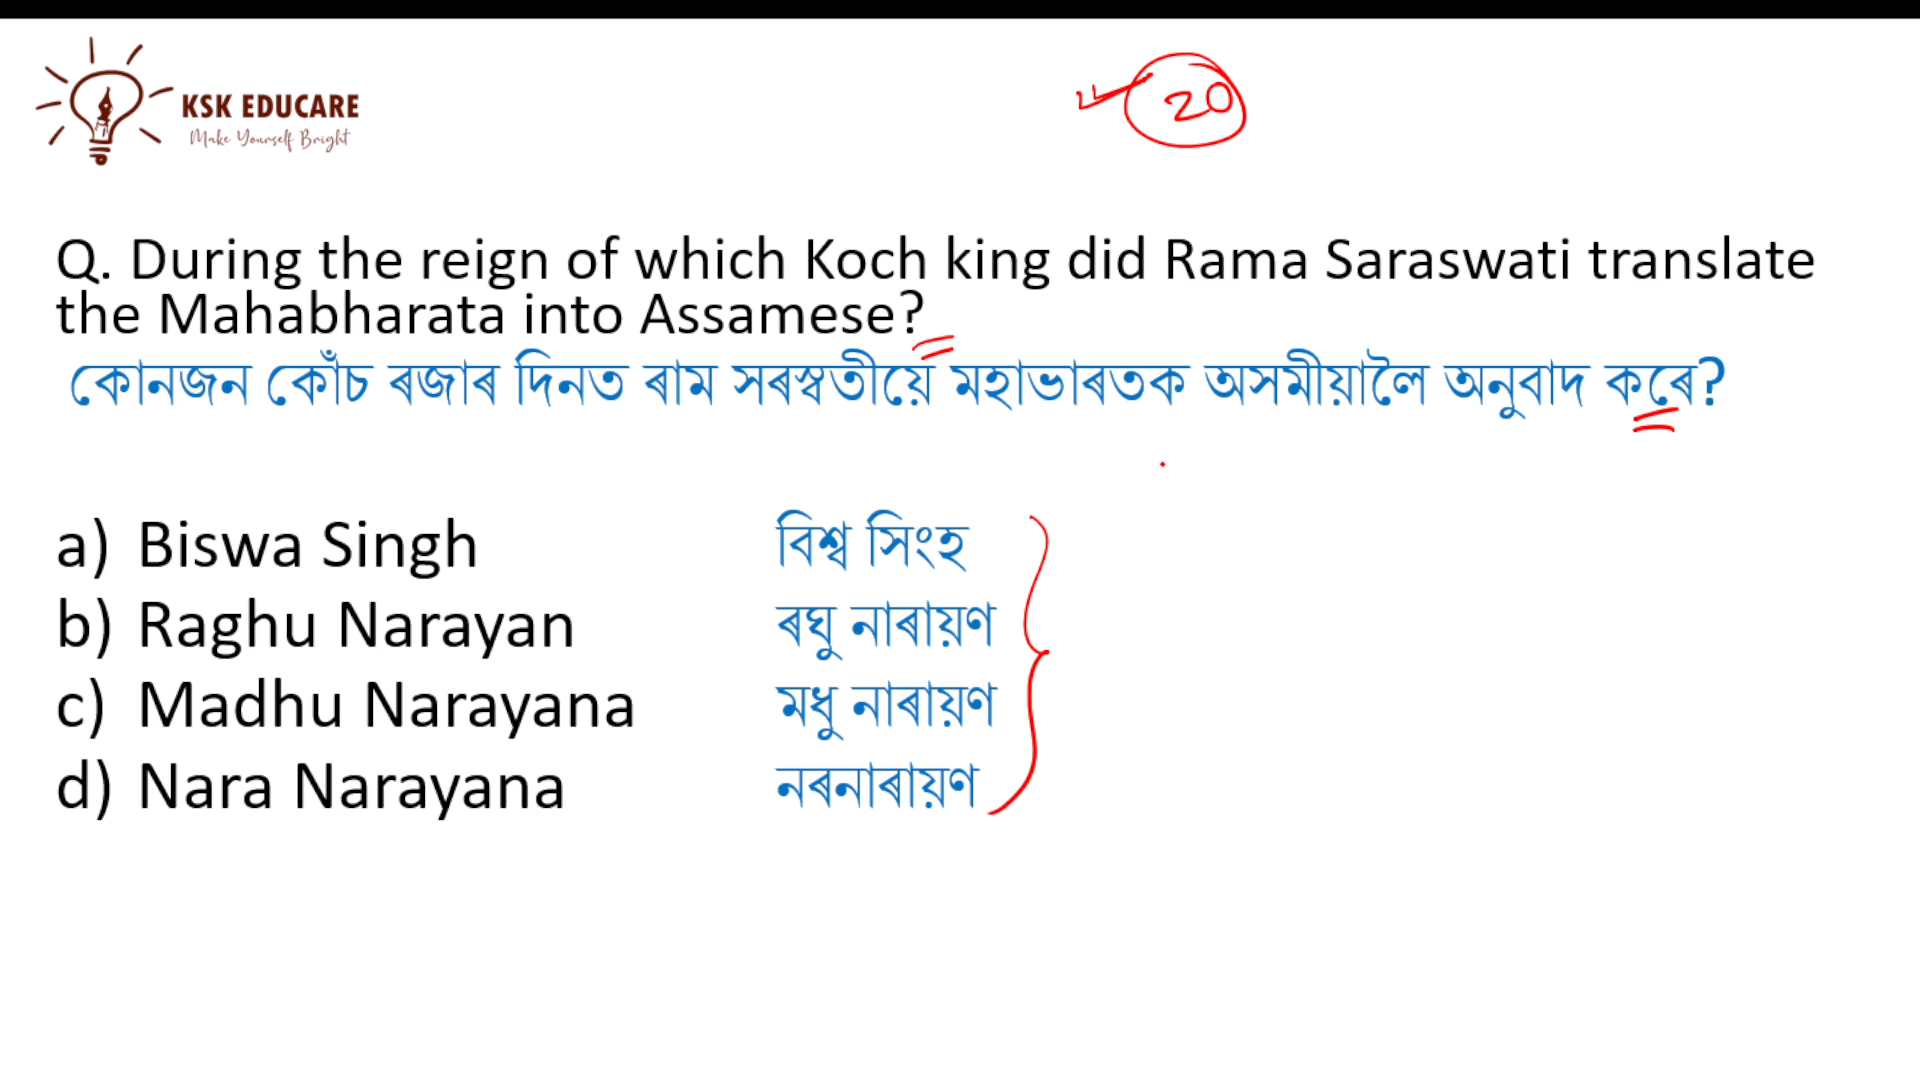 KSK EDUCARE
Make Yourself Bright
20
Q. During the reign of which Koch king did Rama Saraswati translate
the Mahabharata into Assamese?
কোনজন কোঁচ ৰজাৰ দিনত ৰাম সৰস্বতীয়ে মহাভাৰতক অসমীয়ালৈ অনুবাদ কৰে?
a) Biswa Singh বিশ্ব সিংহ
b) Raghu Narayan ৰঘু নাৰায়ণ
c) Madhu Narayana মধু নাৰায়ণ
d) Nara Narayana নৰনাৰায়ণ